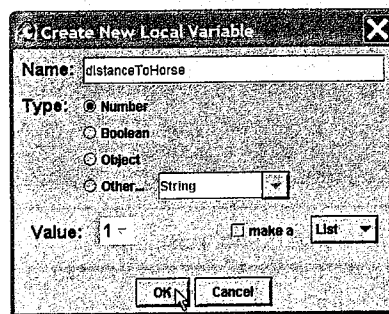 Create New Local Variable
Name: distanceToHorse
Type: Number
Boolean
Object
Other... String
Value: 1 make a List
OK Cancel